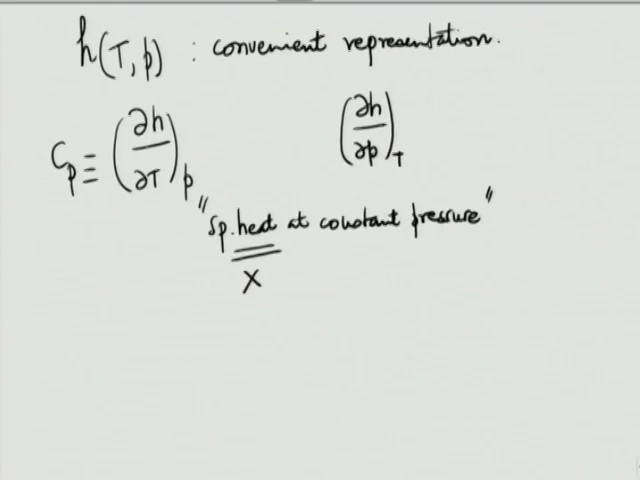 h(T, p) : convenient representation.
Cp ≡ (∂h/∂T)p (∂h/∂p)T
"Sp. heat at constant pressure"
X